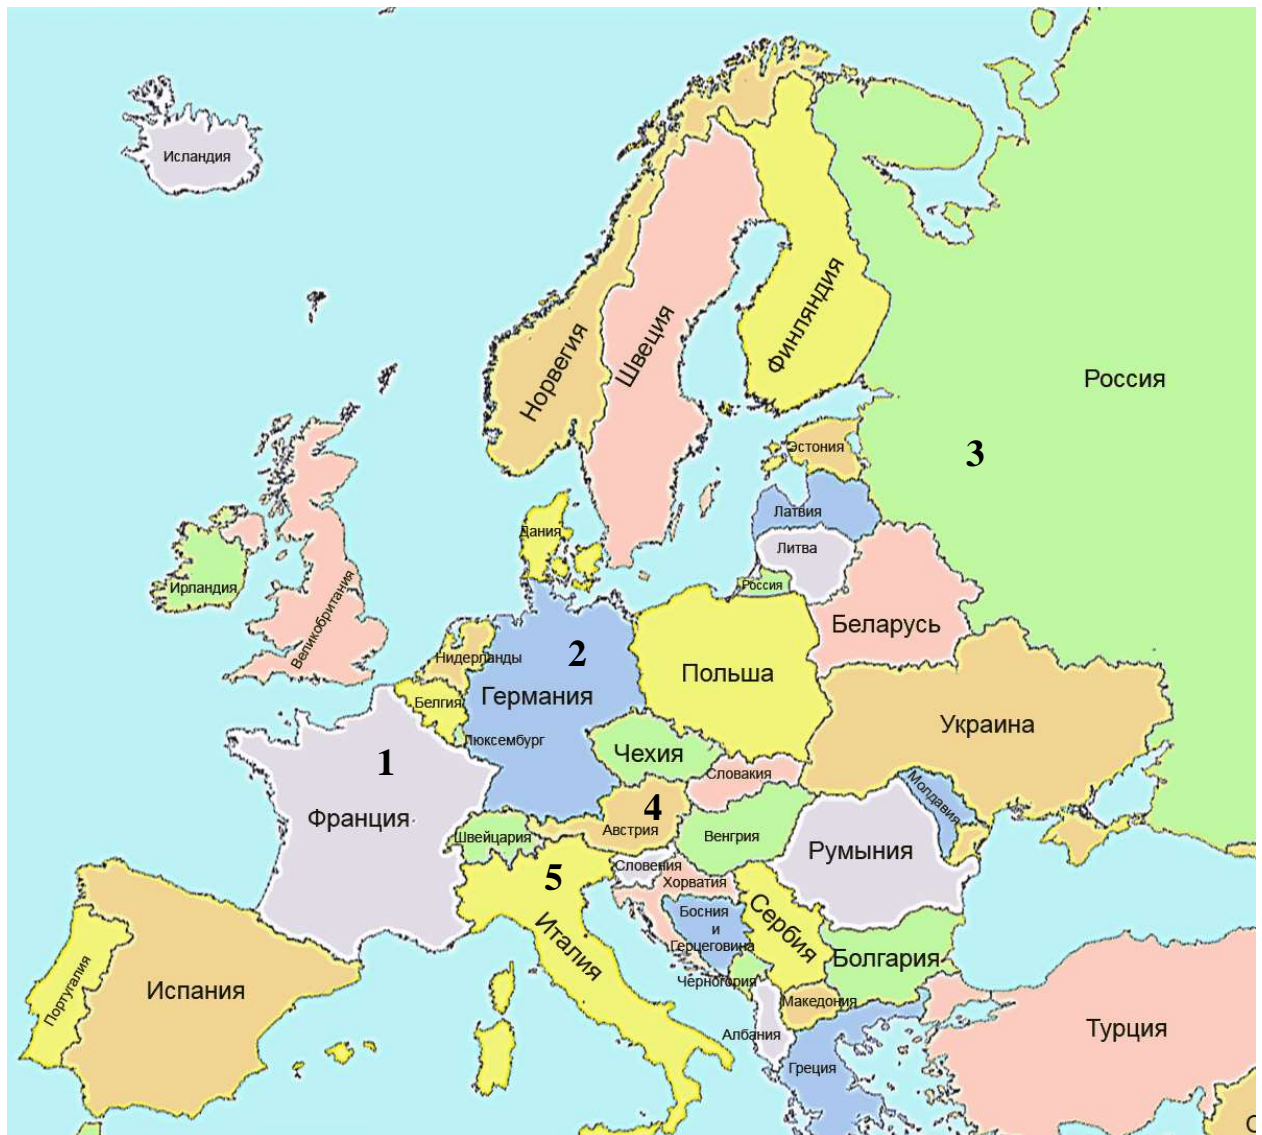 Исландия
Норвегия
Швеция
Финляндия
Россия
3
Эстония
Латвия
Литва
Россия
Дания
Ирландия
Великобритания
Беларусь
Нидерланды
2
Германия
Польша
Белгия
Люксембург
Украина
Чехия
Словакия
1
Франция
4
Австрия
Швейцария
Венгрия
Молдавия
Румыния
Словения
5
Италия
Хорватия
Босния
и
Герцеговина
Сербия
Болгария
Черногория
Македония
Албания
Греция
Турция
Португалия
Испания
С